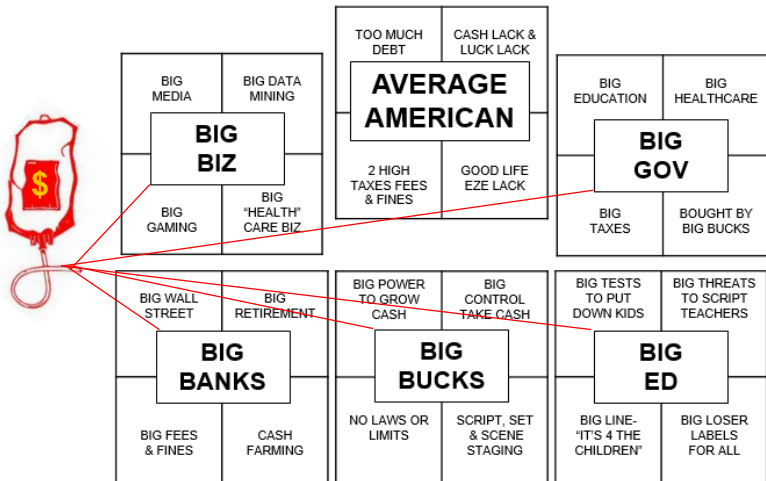 $
BIG
MEDIA
BIG DATA
MINING
BIG
BIZ
BIG
GAMING
BIG
“HEALTH”
CARE BIZ
TOO MUCH
DEBT
CASH LACK &
LUCK LACK
AVERAGE
AMERICAN
2 HIGH
TAXES FEES
& FINES
GOOD LIFE
EZE LACK
BIG
EDUCATION
BIG
HEALTHCARE
BIG
GOV
BIG
TAXES
BOUGHT BY
BIG BUCKS
BIG WALL
STREET
BIG
RETIREMENT
BIG
BANKS
BIG FEES
& FINES
CASH
FARMING
BIG POWER
TO GROW
CASH
BIG
CONTROL
TAKE CASH
BIG
BUCKS
NO LAWS OR
LIMITS
SCRIPT, SET
& SCENE
STAGING
BIG TESTS
TO PUT
DOWN KIDS
BIG THREATS
TO SCRIPT
TEACHERS
BIG
ED
BIG LINE-
“IT’S 4 THE
CHILDREN”
BIG LOSER
LABELS
FOR ALL